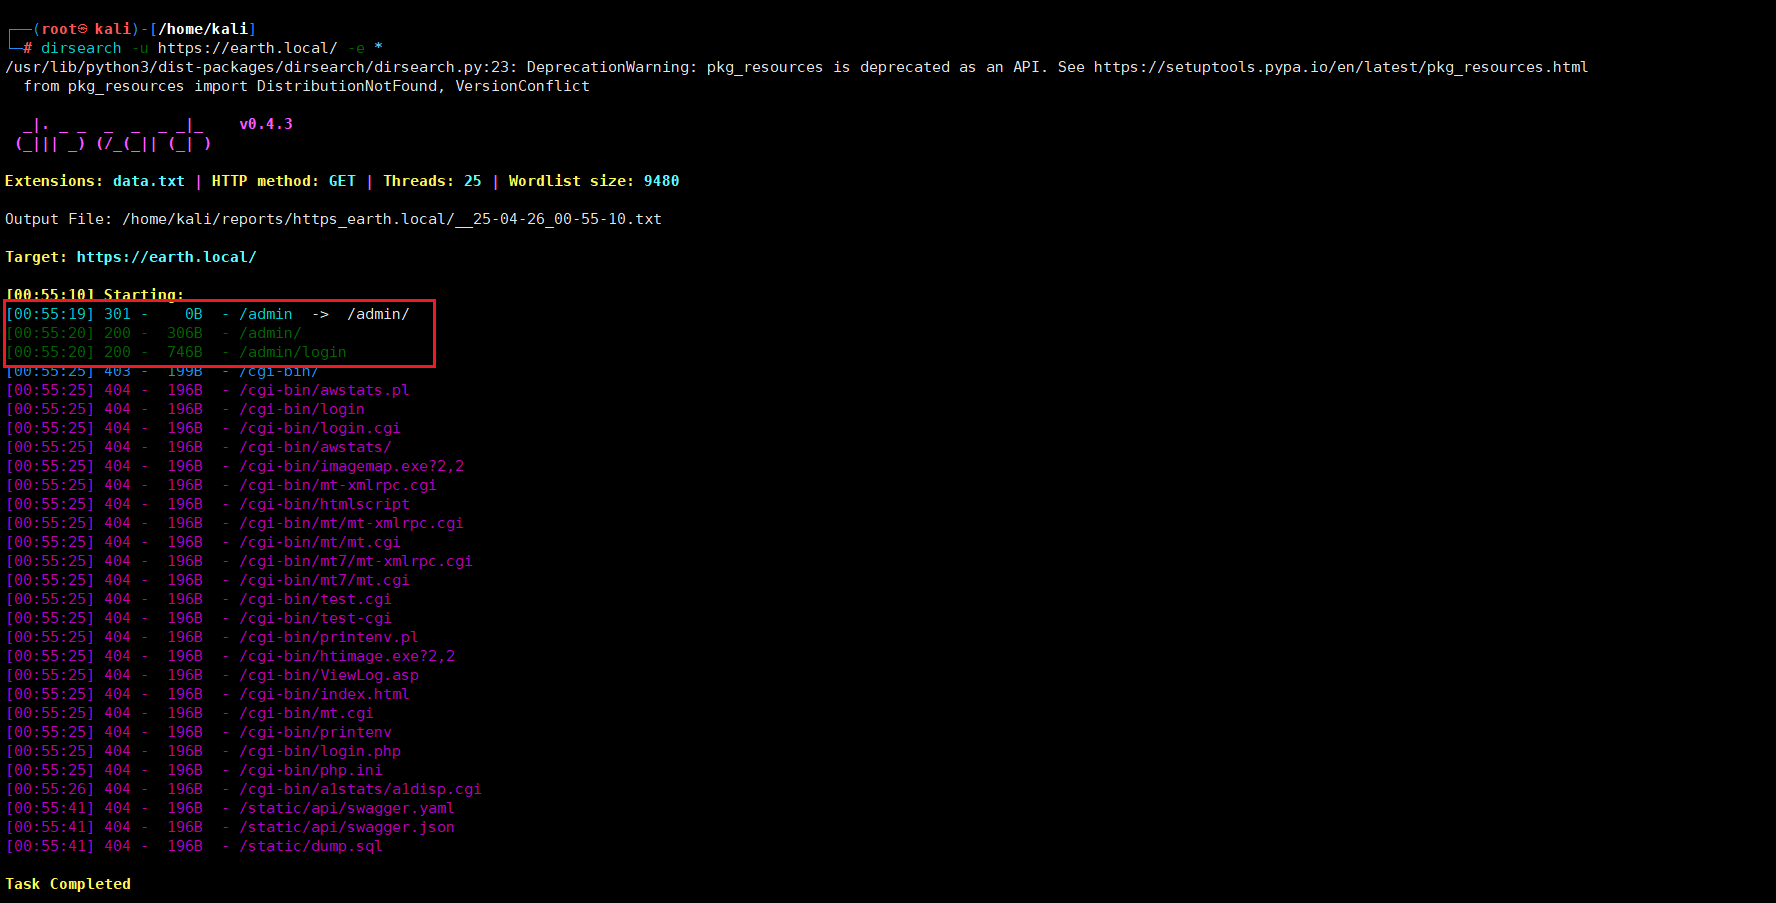 ┌──(root㉿kali)-[/home/kali]
└─# dirsearch -u https://earth.local/ -e *
/usr/lib/python3/dist-packages/dirsearch/dirsearch.py:23: DeprecationWarning: pkg_resources is deprecated as an API. See https://setuptools.pypa.io/en/latest/pkg_resources.html
  from pkg_resources import DistributionNotFound, VersionConflict

  _|. _ _  _  _  _ _|_    v0.4.3
 (_||| _) (/_(_|| (_| )

Extensions: data.txt | HTTP method: GET | Threads: 25 | Wordlist size: 9480

Output File: /home/kali/reports/https_earth.local/__25-04-26_00-55-10.txt

Target: https://earth.local/

[00:55:10] Starting:
[00:55:19] 301 -    0B  - /admin  ->  /admin/
[00:55:20] 200 -  306B  - /admin/
[00:55:20] 200 -  746B  - /admin/login
[00:55:25] 403 -  199B  - /cgi-bin/
[00:55:25] 404 -  196B  - /cgi-bin/awstats.pl
[00:55:25] 404 -  196B  - /cgi-bin/login
[00:55:25] 404 -  196B  - /cgi-bin/login.cgi
[00:55:25] 404 -  196B  - /cgi-bin/awstats/
[00:55:25] 404 -  196B  - /cgi-bin/imagemap.exe?2,2
[00:55:25] 404 -  196B  - /cgi-bin/mt-xmlrpc.cgi
[00:55:25] 404 -  196B  - /cgi-bin/htmlscript
[00:55:25] 404 -  196B  - /cgi-bin/mt/mt-xmlrpc.cgi
[00:55:25] 404 -  196B  - /cgi-bin/mt/mt.cgi
[00:55:25] 404 -  196B  - /cgi-bin/mt7/mt-xmlrpc.cgi
[00:55:25] 404 -  196B  - /cgi-bin/mt7/mt.cgi
[00:55:25] 404 -  196B  - /cgi-bin/test.cgi
[00:55:25] 404 -  196B  - /cgi-bin/test-cgi
[00:55:25] 404 -  196B  - /cgi-bin/printenv.pl
[00:55:25] 404 -  196B  - /cgi-bin/htimage.exe?2,2
[00:55:25] 404 -  196B  - /cgi-bin/ViewLog.asp
[00:55:25] 404 -  196B  - /cgi-bin/index.html
[00:55:25] 404 -  196B  - /cgi-bin/mt.cgi
[00:55:25] 404 -  196B  - /cgi-bin/printenv
[00:55:25] 404 -  196B  - /cgi-bin/login.php
[00:55:25] 404 -  196B  - /cgi-bin/php.ini
[00:55:26] 404 -  196B  - /cgi-bin/a1stats/a1disp.cgi
[00:55:41] 404 -  196B  - /static/api/swagger.yaml
[00:55:41] 404 -  196B  - /static/api/swagger.json
[00:55:41] 404 -  196B  - /static/dump.sql

Task Completed